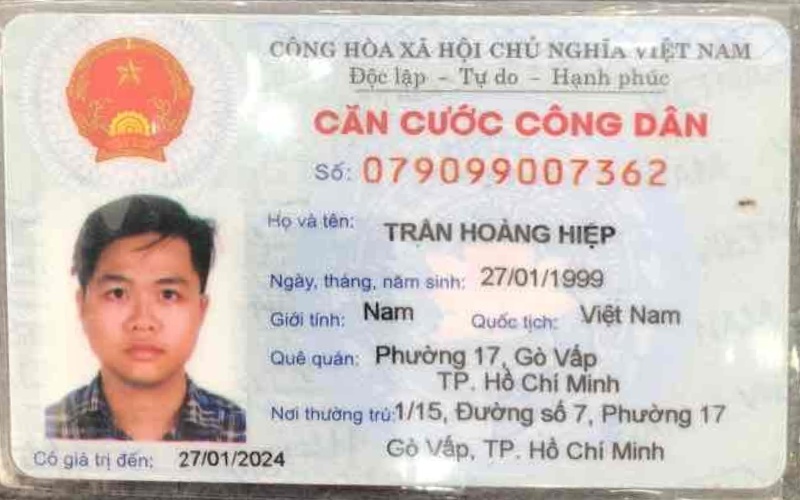 CỘNG HÒA XÃ HỘI CHỦ NGHĨA VIỆT NAM
Độc lập - Tự do - Hạnh phúc
CĂN CƯỚC CÔNG DÂN
Số: 079099007362
Họ và tên: TRẦN HOÀNG HIỆP
Ngày, tháng, năm sinh: 27/01/1999
Giới tính: Nam Quốc tịch: Việt Nam
Quê quán: Phường 17, Gò Vấp
TP. Hồ Chí Minh
Nơi thường trú: 1/15, Đường số 7, Phường 17
Gò Vấp, TP. Hồ Chí Minh
Có giá trị đến: 27/01/2024